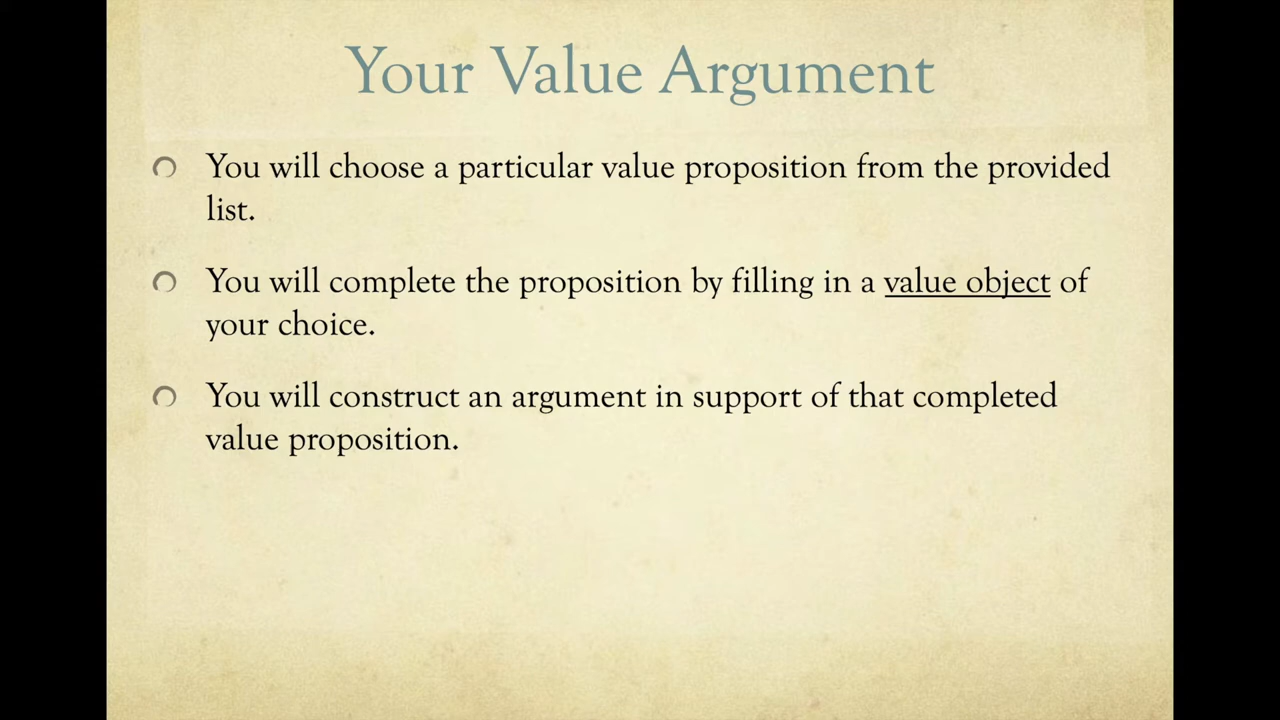 Your Value Argument
You will choose a particular value proposition from the provided
list.
You will complete the proposition by filling in a value object of
your choice.
You will construct an argument in support of that completed
value proposition.